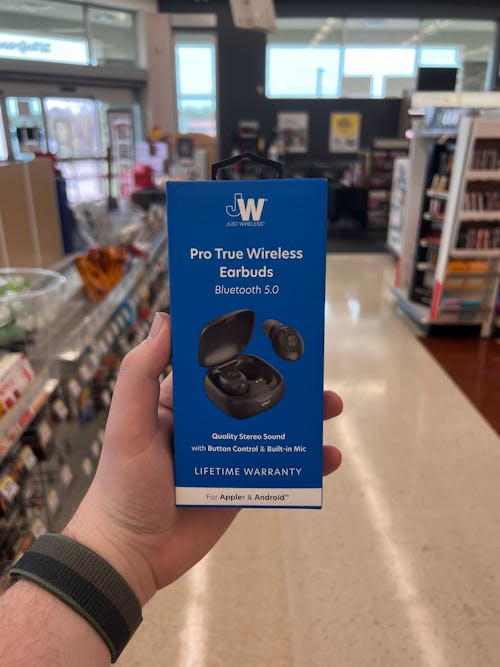 JW
JUST WIRELESS®
Pro True Wireless
Earbuds
Bluetooth 5.0
Quality Stereo Sound
with Button Control & Built-in Mic
LIFETIME WARRANTY
For Apple® & Android™